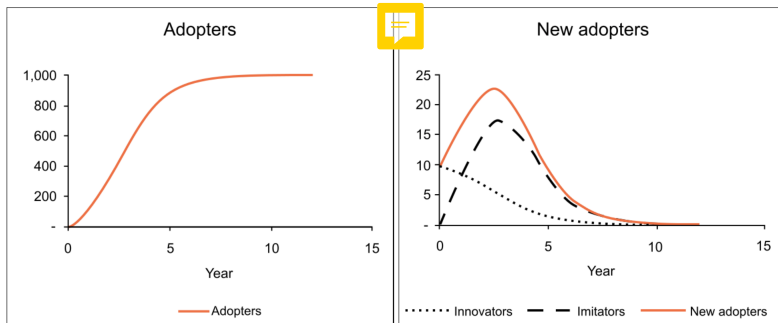 Adopters
1,000
800
600
400
200
-
0 5 10 15
Year
Adopters
New adopters
25
20
15
10
5
-
0 5 10 15
Year
Innovators Imitators New adopters